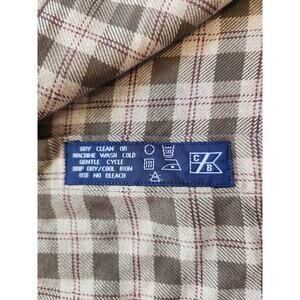 DRY CLEAN OR
MACHINE WASH COLD
GENTLE CYCLE
DRIP DRY/COOL IRON
USE NO BLEACH
C B